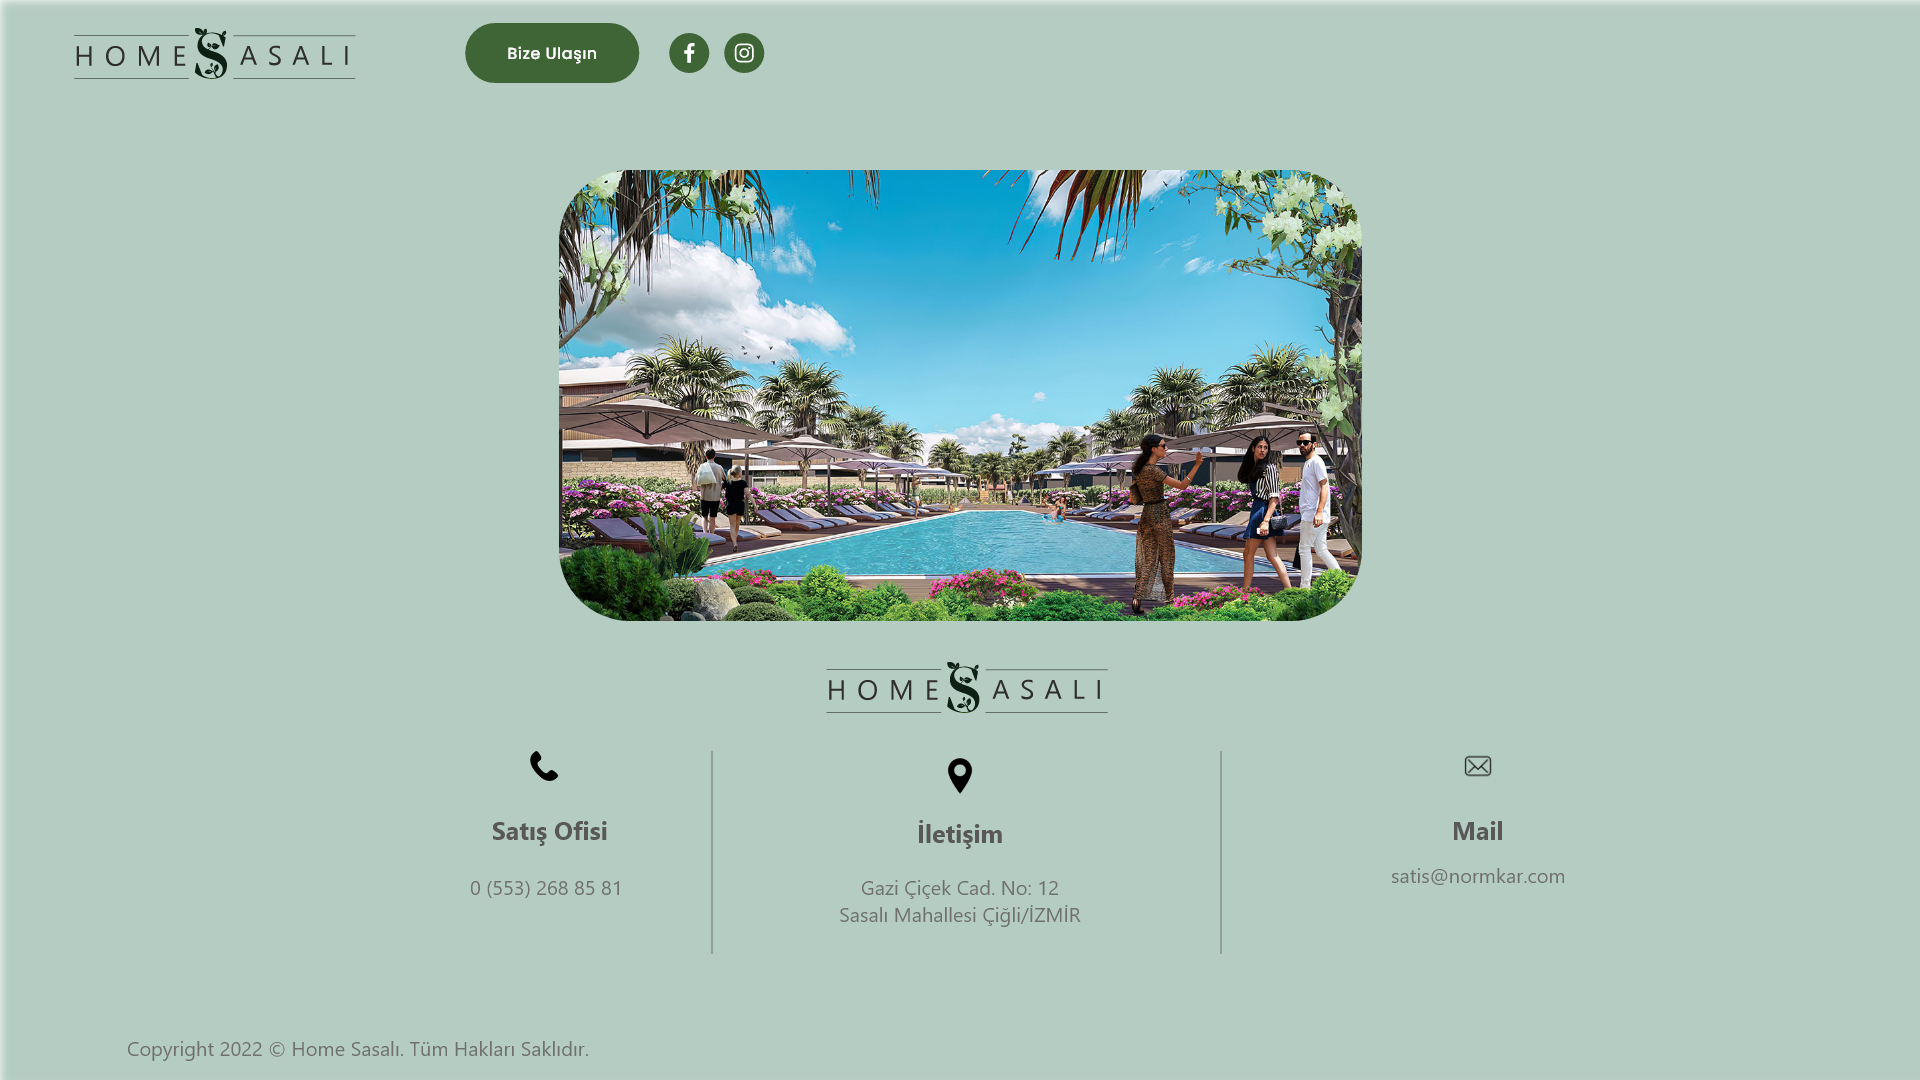 HOME SASALI
Bize Ulaşın
HOME SASALI
Satış Ofisi
0 (553) 268 85 81
İletişim
Gazi Çiçek Cad. No: 12
Sasalı Mahallesi Çiğli/İZMİR
Mail
satis@normkar.com
Copyright 2022 © Home Sasalı. Tüm Hakları Saklıdır.